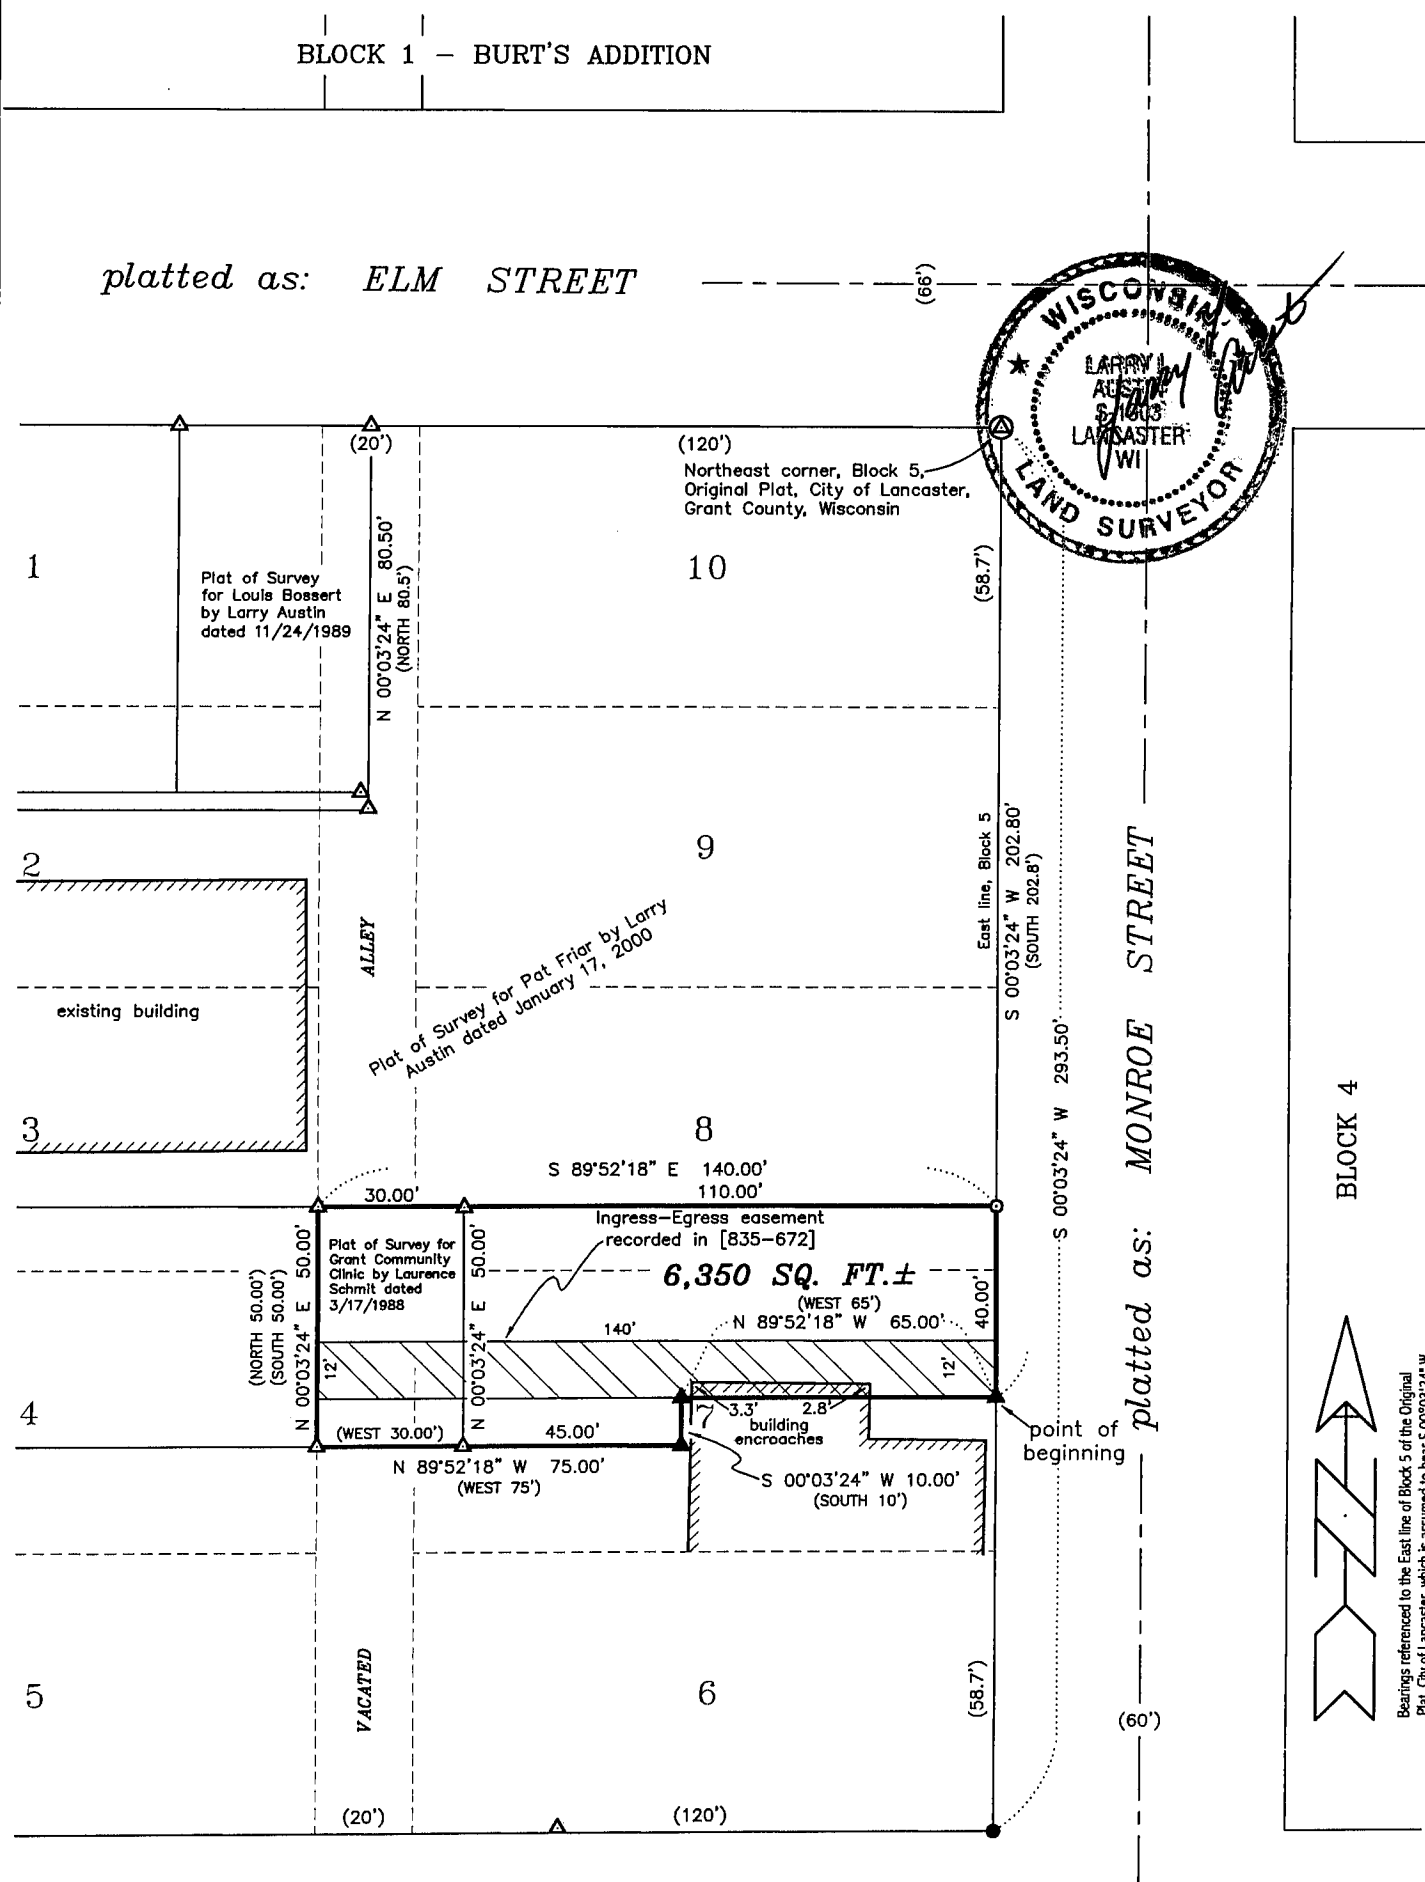 BLOCK 1 – BURT'S ADDITION
platted as: ELM STREET
(66')
WISCONSIN
LARRY L
AUSTIN
S-1603
LANCASTER
WI
LAND SURVEYOR
(20')
(120')
Northeast corner, Block 5,
Original Plat, City of Lancaster,
Grant County, Wisconsin
(58.7')
1
Plat of Survey
for Louis Bossert
by Larry Austin
dated 11/24/1989
N 00°03'24" E 80.50'
(NORTH 80.5')
10
2
9
East line, Block 5
S 00°03'24" W 202.80'
(SOUTH 202.8')
ALLEY
existing building
Plat of Survey for Pat Friar by Larry
Austin dated January 17, 2000
S 00°03'24" W 293.50'
platted as: MONROE STREET
BLOCK 4
3
8
S 89°52'18" E 140.00'
30.00'
110.00'
Ingress–Egress easement
recorded in [835–672]
Plat of Survey for
Grant Community
Clinic by Laurence
Schmit dated
3/17/1988
(NORTH 50.00')
(SOUTH 50.00')
N 00°03'24" E 50.00'
N 00°03'24" E 50.00'
6,350 SQ. FT.±
(WEST 65')
N 89°52'18" W 65.00'
40.00'
140'
12'
12'
4
7
3.3'
2.8'
building
encroaches
point of
beginning
(WEST 30.00')
45.00'
N 89°52'18" W 75.00'
(WEST 75')
S 00°03'24" W 10.00'
(SOUTH 10')
Bearings referenced to the East line of Block 5 of the Original
5
VACATED
6
(58.7')
(60')
(20')
(120')